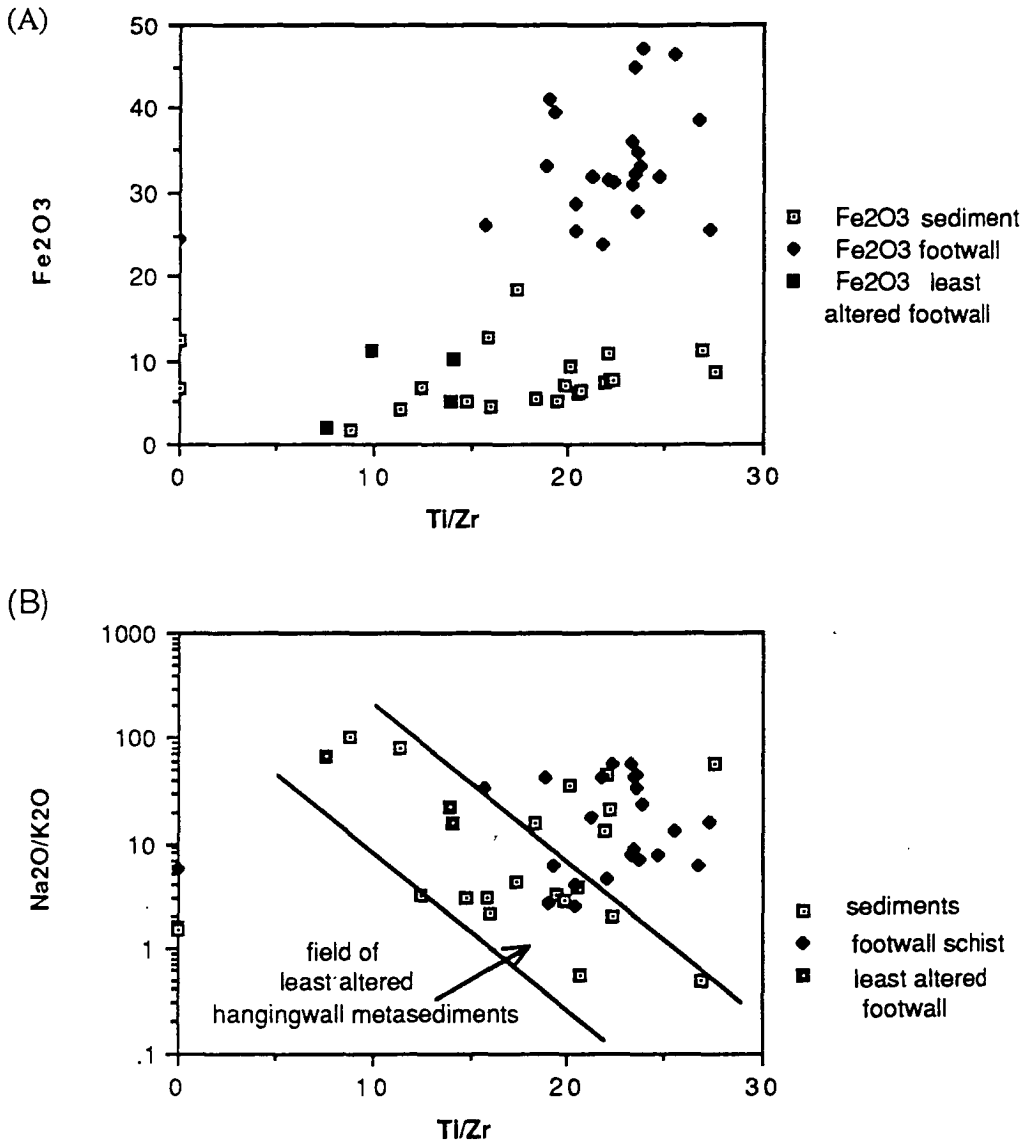 (A)
50
40
30
20
10
0
Fe2O3
0
10
20
30
Ti/Zr
Fe2O3 sediment
Fe2O3 footwall
Fe2O3 least
altered footwall
(B)
1000
100
10
1
.1
Na2O/K2O
0
10
20
30
Ti/Zr
field of
least altered
hangingwall metasediments
sediments
footwall schist
least altered
footwall